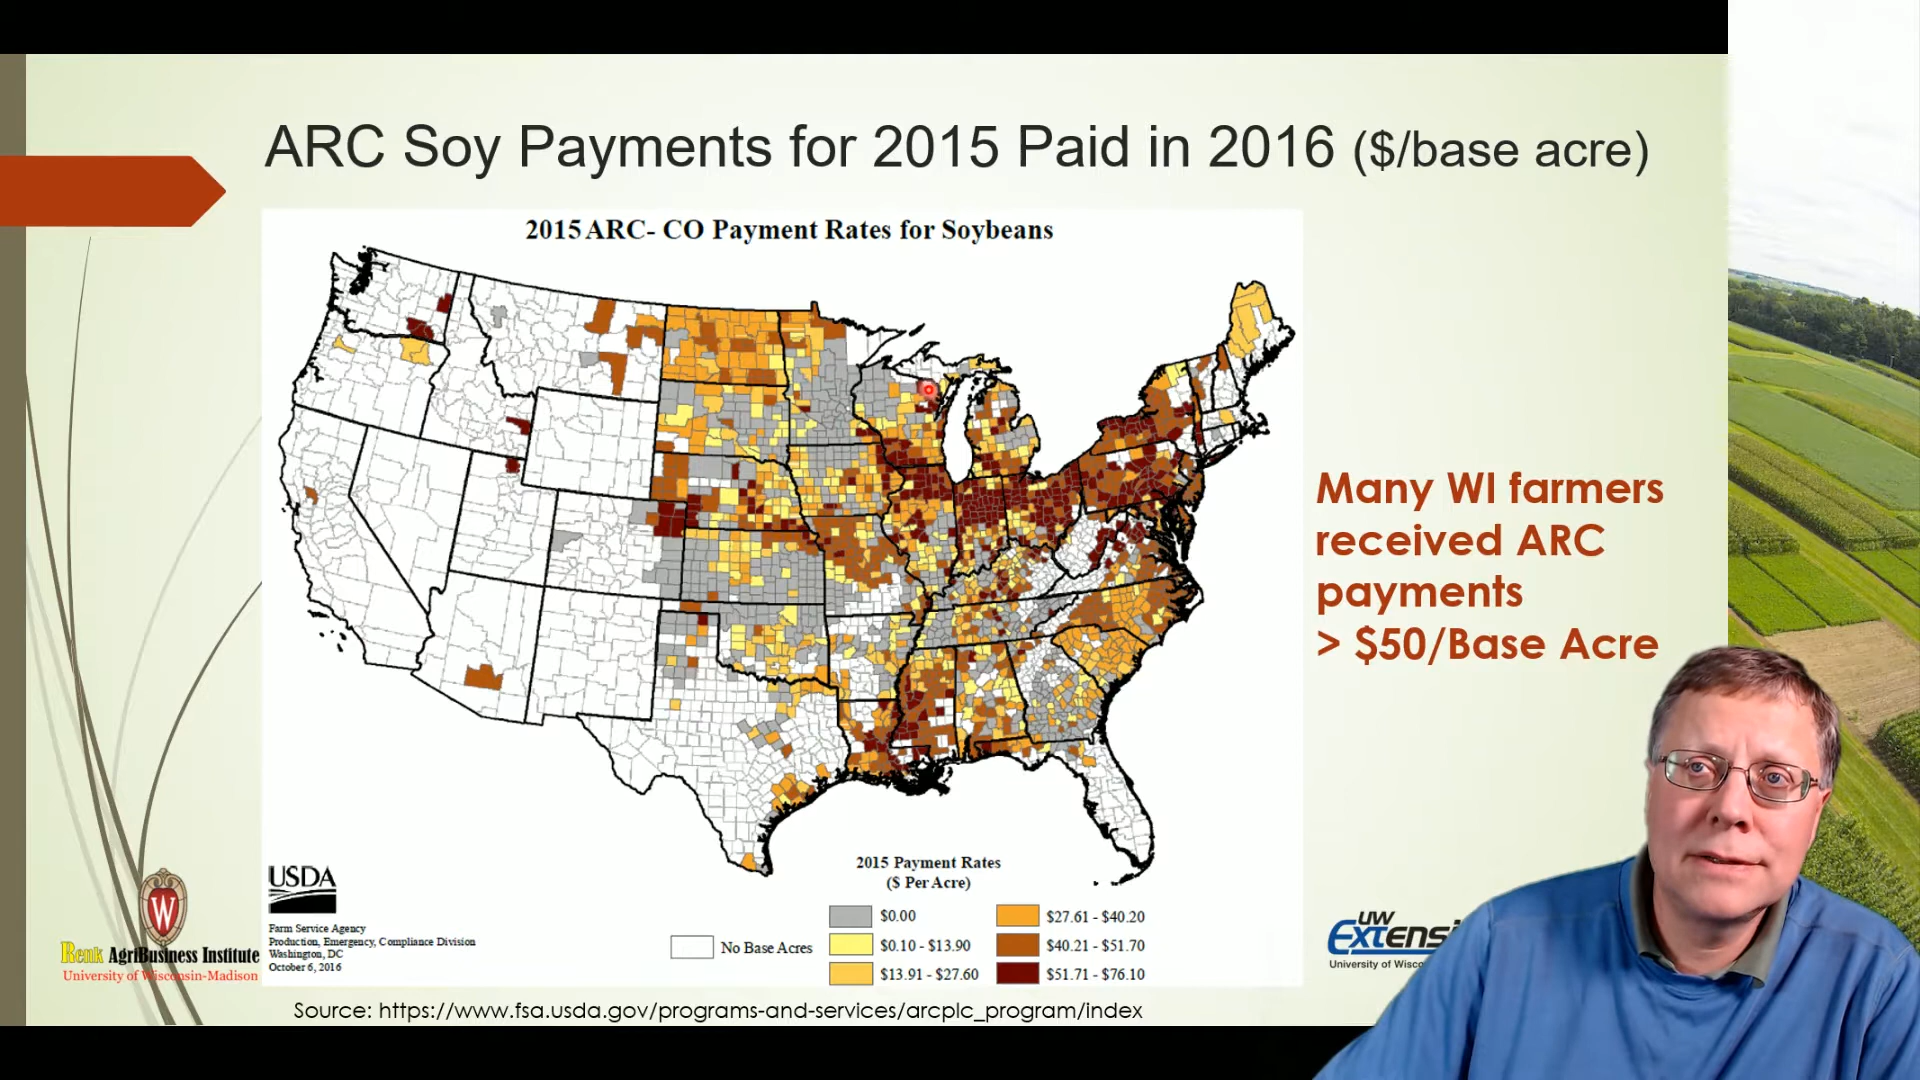 ARC Soy Payments for 2015 Paid in 2016 ($/base acre)
2015 ARC- CO Payment Rates for Soybeans
Many WI farmers
received ARC
payments
> $50/Base Acre
2015 Payment Rates
($ Per Acre)
No Base Acres
$0.00
$0.10 - $13.90
$13.91 - $27.60
$27.61 - $40.20
$40.21 - $51.70
$51.71 - $76.10
USDA
Farm Service Agency
Production, Emergency, Compliance Division
Washington, DC
October 6, 2016
W
Renk AgriBusiness Institute
University of Wisconsin-Madison
UW
Extensi
University of Wisco
Source: https://www.fsa.usda.gov/programs-and-services/arcplc_program/index